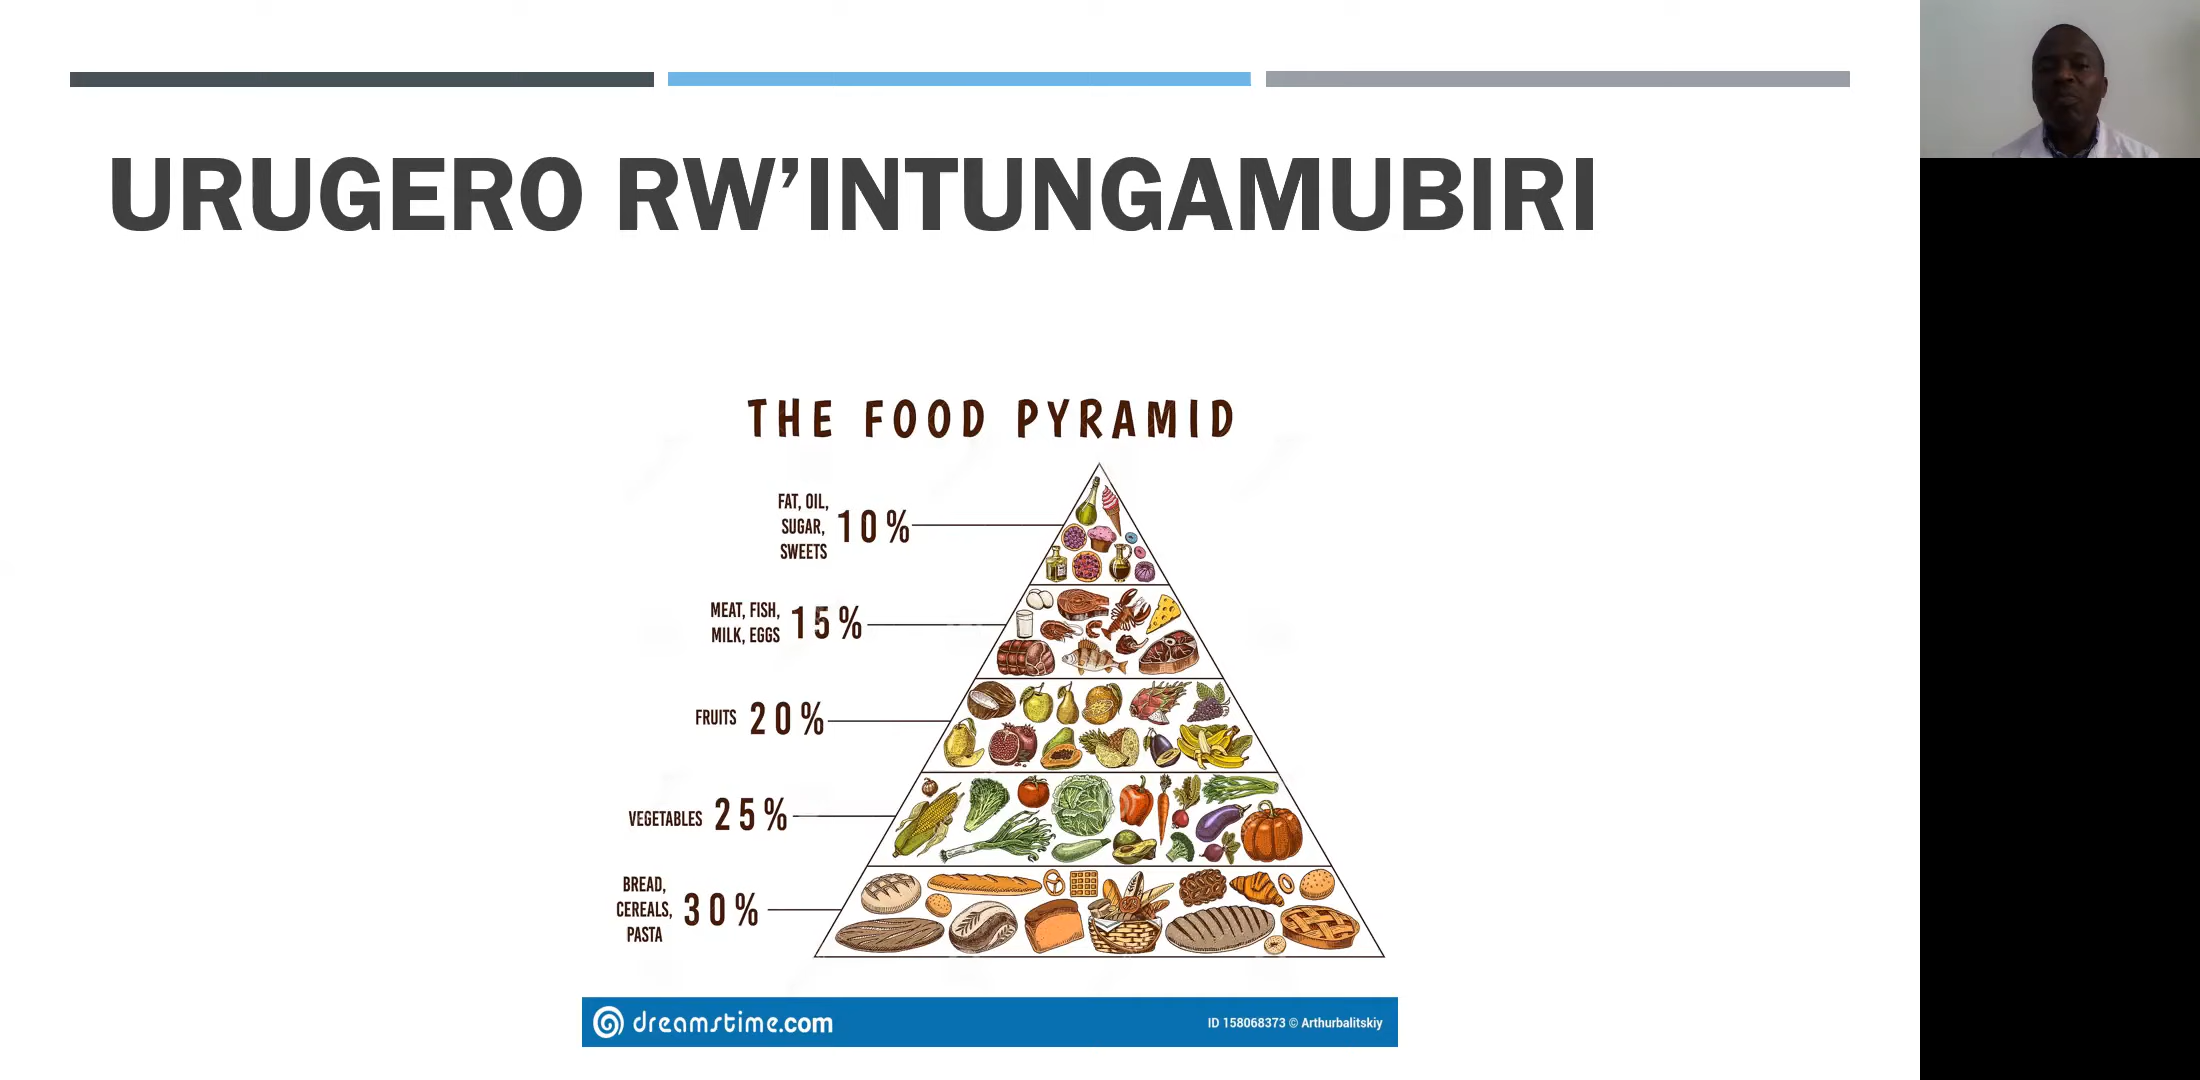 URUGERO RW’INTUNGAMUBIRI
THE FOOD PYRAMID
FAT, OIL,
SUGAR,
SWEETS
10%
MEAT, FISH,
MILK, EGGS
15%
FRUITS 20%
VEGETABLES 25%
BREAD,
CEREALS,
PASTA
30%
dreamstime.com
ID 158068373 © Arthurbalitskiy